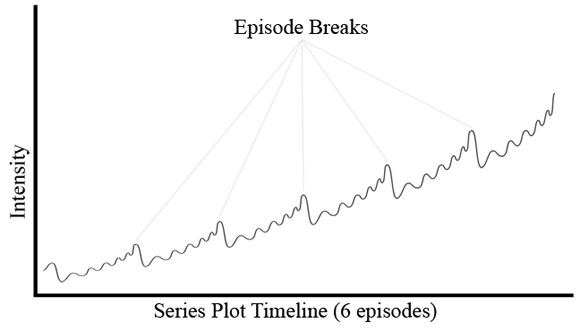 Episode Breaks
Intensity
Series Plot Timeline (6 episodes)